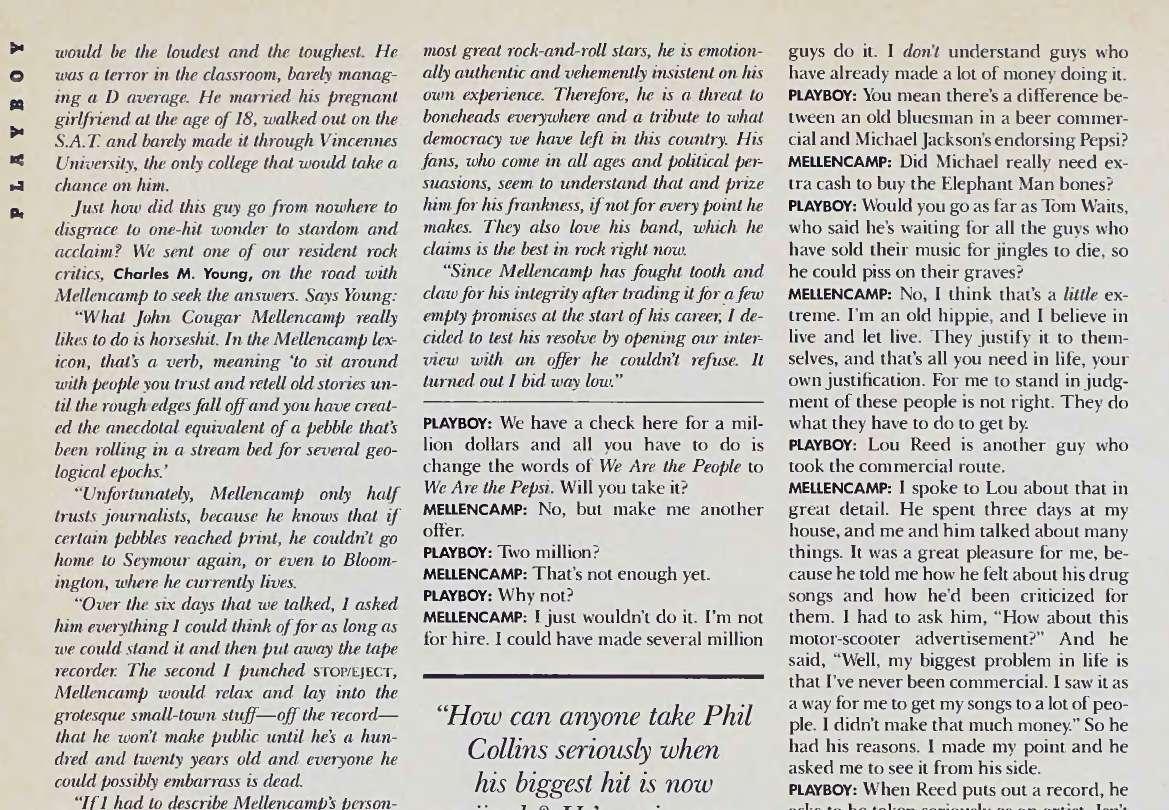 PLAYBOY
would be the loudest and the toughest. He
was a terror in the classroom, barely manag-
ing a D average. He married his pregnant
girlfriend at the age of 18, walked out on the
S.A.T. and barely made it through Vincennes
University, the only college that would take a
chance on him.
Just how did this guy go from nowhere to
disgrace to one-hit wonder to stardom and
acclaim? We sent one of our resident rock
critics, Charles M. Young, on the road with
Mellencamp to seek the answers. Says Young:
"What John Cougar Mellencamp really
likes to do is horseshit. In the Mellencamp lex-
icon, that's a verb, meaning 'to sit around
with people you trust and retell old stories un-
til the rough edges fall off and you have creat-
ed the anecdotal equivalent of a pebble that's
been rolling in a stream bed for several geo-
logical epochs.'
"Unfortunately, Mellencamp only half
trusts journalists, because he knows that if
certain pebbles reached print, he couldn't go
home to Seymour again, or even to Bloom-
ington, where he currently lives.
"Over the six days that we talked, I asked
him everything I could think of for as long as
we could stand it and then put away the tape
recorder. The second I punched STOP/EJECT,
Mellencamp would relax and lay into the
grotesque small-town stuff—off the record—
that he won't make public until he's a hun-
dred and twenty years old and everyone he
could possibly embarrass is dead.
"If I had to describe Mellencamp's person-
most great rock-and-roll stars, he is emotion-
ally authentic and vehemently insistent on his
own experience. Therefore, he is a threat to
boneheads everywhere and a tribute to what
democracy we have left in this country. His
fans, who come in all ages and political per-
suasions, seem to understand that and prize
him for his frankness, if not for every point he
makes. They also love his band, which he
claims is the best in rock right now.
"Since Mellencamp has fought tooth and
claw for his integrity after trading it for a few
empty promises at the start of his career, I de-
cided to test his resolve by opening our inter-
view with an offer he couldn't refuse. It
turned out I bid way low."
PLAYBOY: We have a check here for a mil-
lion dollars and all you have to do is
change the words of We Are the People to
We Are the Pepsi. Will you take it?
MELLENCAMP: No, but make me another
offer.
PLAYBOY: Two million?
MELLENCAMP: That's not enough yet.
PLAYBOY: Why not?
MELLENCAMP: I just wouldn't do it. I'm not
for hire. I could have made several million
"How can anyone take Phil
Collins seriously when
his biggest hit is now
guys do it. I don't understand guys who
have already made a lot of money doing it.
PLAYBOY: You mean there's a difference be-
tween an old bluesman in a beer commer-
cial and Michael Jackson's endorsing Pepsi?
MELLENCAMP: Did Michael really need ex-
tra cash to buy the Elephant Man bones?
PLAYBOY: Would you go as far as Tom Waits,
who said he's waiting for all the guys who
have sold their music for jingles to die, so
he could piss on their graves?
MELLENCAMP: No, I think that's a little ex-
treme. I'm an old hippie, and I believe in
live and let live. They justify it to them-
selves, and that's all you need in life, your
own justification. For me to stand in judg-
ment of these people is not right. They do
what they have to do to get by.
PLAYBOY: Lou Reed is another guy who
took the commercial route.
MELLENCAMP: I spoke to Lou about that in
great detail. He spent three days at my
house, and me and him talked about many
things. It was a great pleasure for me, be-
cause he told me how he felt about his drug
songs and how he'd been criticized for
them. I had to ask him, "How about this
motor-scooter advertisement?" And he
said, "Well, my biggest problem in life is
that I've never been commercial. I saw it as
a way for me to get my songs to a lot of peo-
ple. I didn't make that much money." So he
had his reasons. I made my point and he
asked me to see it from his side.
PLAYBOY: When Reed puts out a record, he